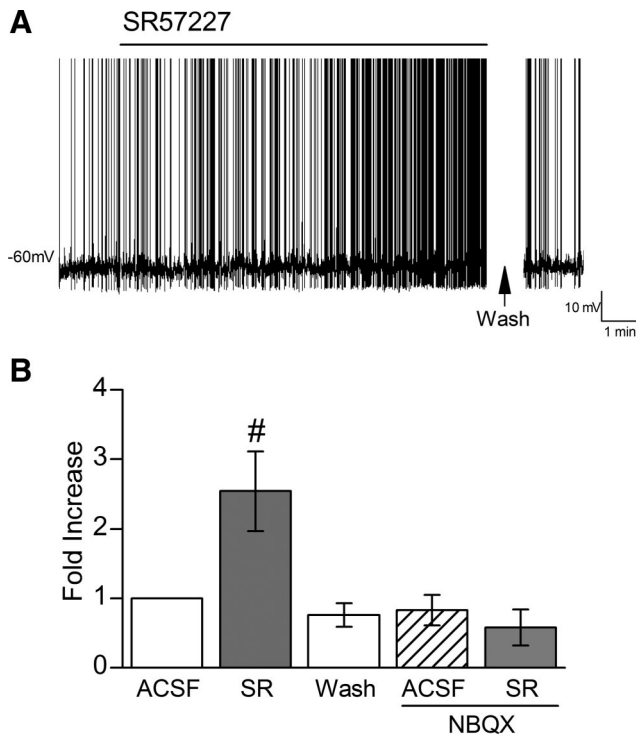 A
SR57227
-60mV
Wash
10 mV
1 min
B
4
3
2
1
0
Fold Increase
#
ACSF SR Wash ACSF SR
NBQX